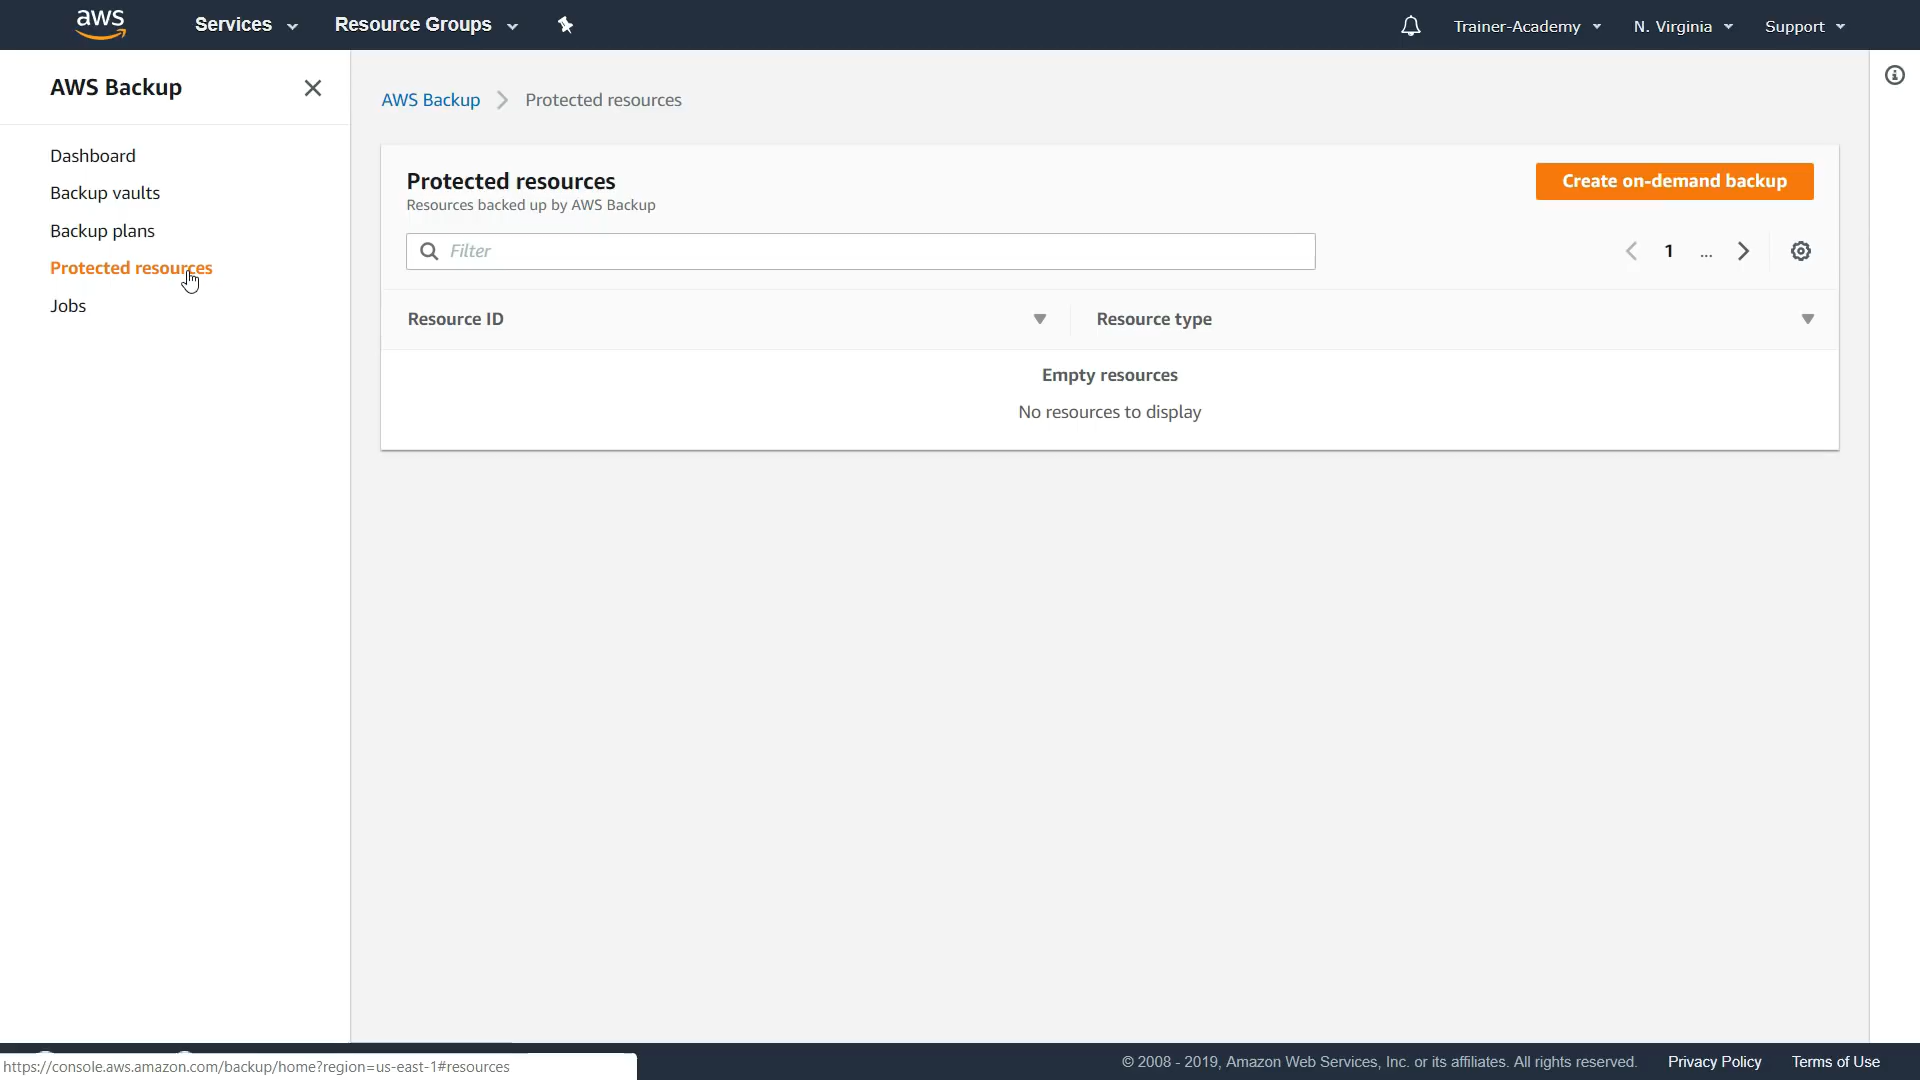 aws
Services
Resource Groups
Trainer-Academy
N. Virginia
Support
AWS Backup
Dashboard
Backup vaults
Backup plans
Protected resources
Jobs
AWS Backup
Protected resources
Protected resources
Resources backed up by AWS Backup
Create on-demand backup
Filter
1
...
Resource ID
Resource type
Empty resources
No resources to display
https://console.aws.amazon.com/backup/home?region=us-east-1#resources
© 2008 - 2019, Amazon Web Services, Inc. or its affiliates. All rights reserved.
Privacy Policy
Terms of Use